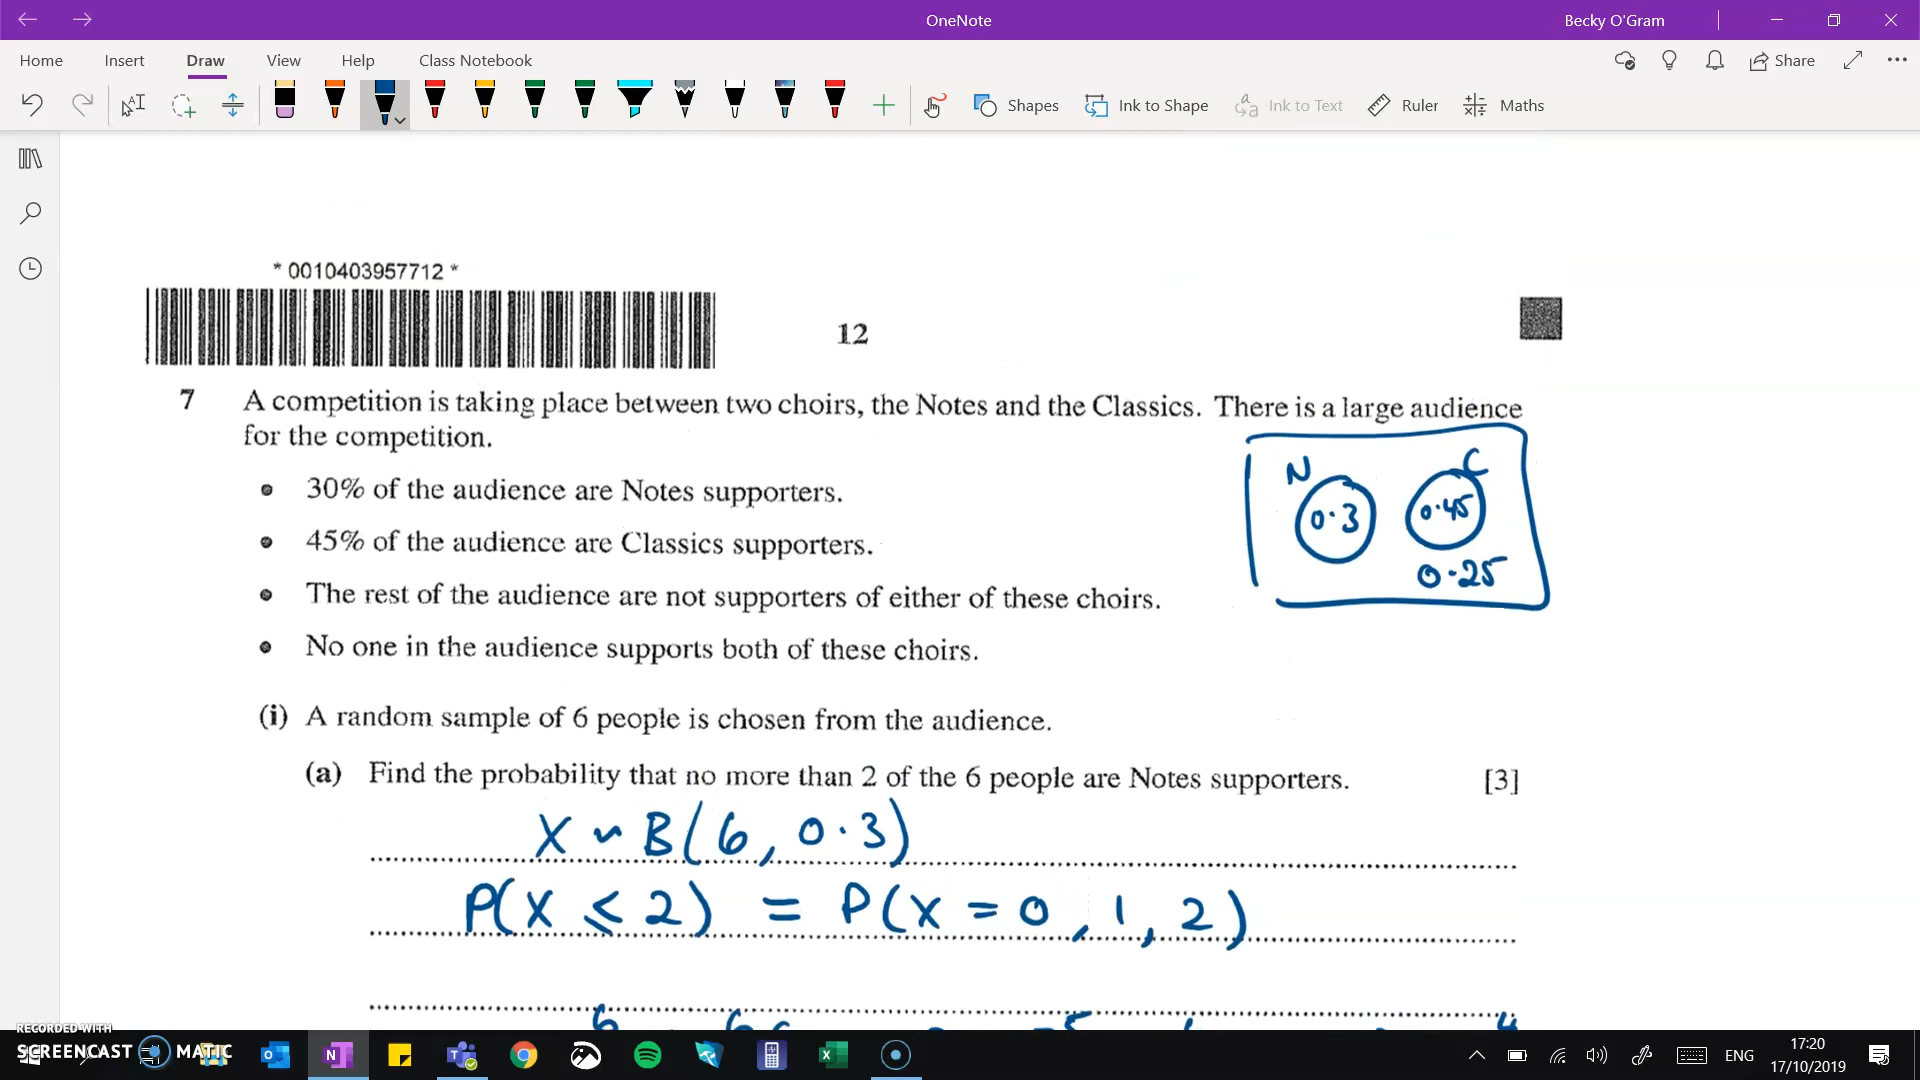 OneNote
Becky O'Gram
Home Insert Draw View Help Class Notebook
Share
Shapes Ink to Shape Ink to Text Ruler Maths
* 0010403957712 *
12
7 A competition is taking place between two choirs, the Notes and the Classics. There is a large audience
for the competition.
• 30% of the audience are Notes supporters.
• 45% of the audience are Classics supporters.
• The rest of the audience are not supporters of either of these choirs.
• No one in the audience supports both of these choirs.
N C
0.3 0.45
0.25
(i) A random sample of 6 people is chosen from the audience.
(a) Find the probability that no more than 2 of the 6 people are Notes supporters. [3]
X ~ B(6, 0.3)
P(X ≤ 2) = P(X = 0, 1, 2)
RECORDED WITH
SCREENCAST MATIC
ENG
17:20
17/10/2019